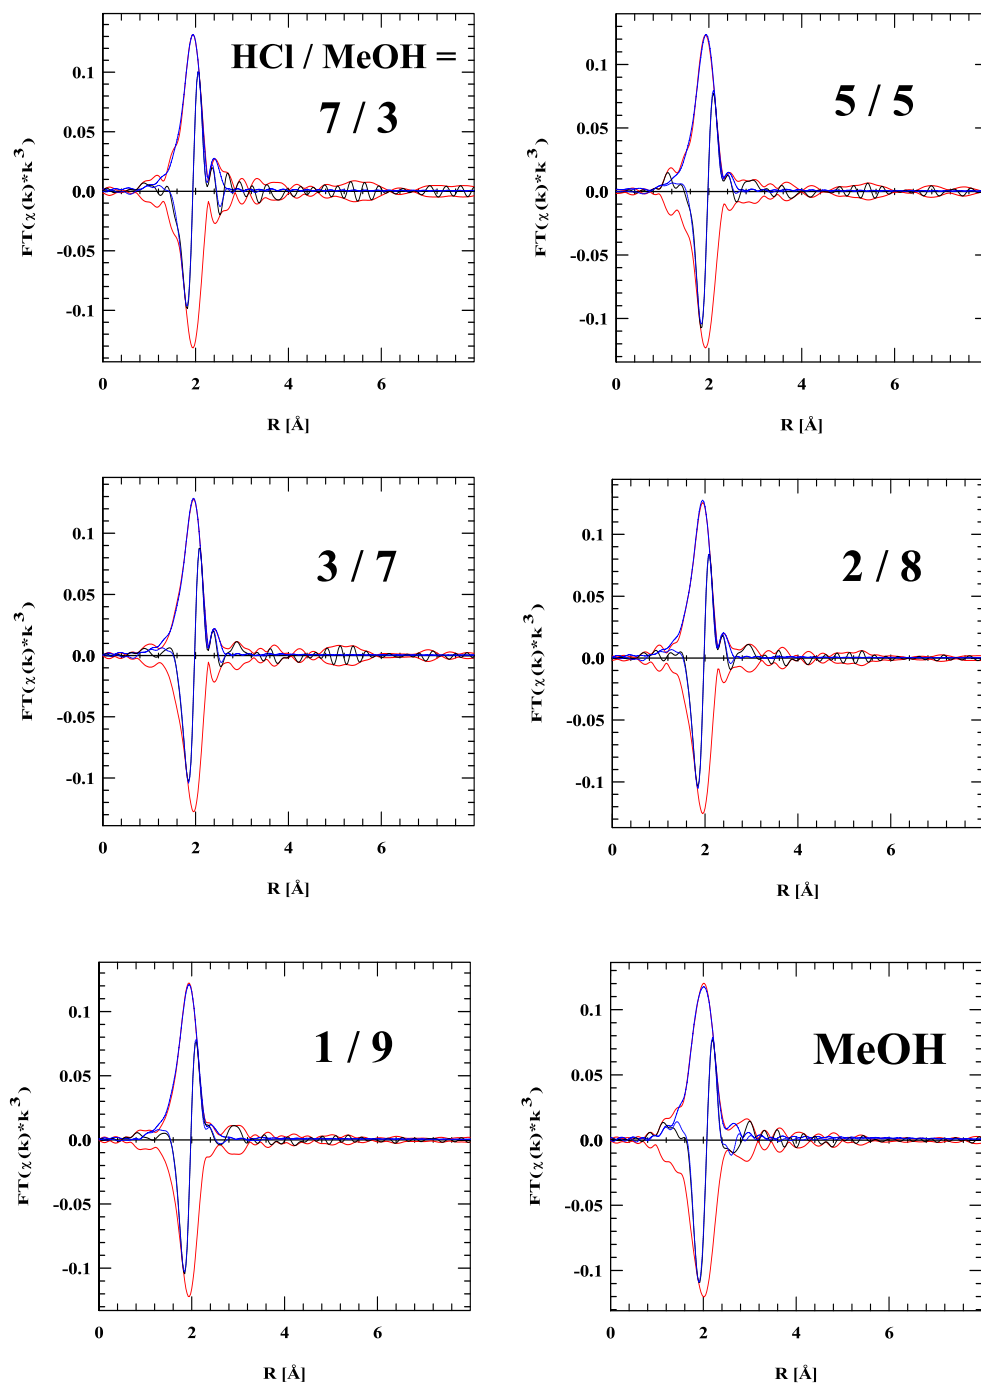 HCl / MeOH =
7 / 3
0.1
0.05
0.0
-0.05
-0.1
FT(χ(k)*k³)
0 2 4 6
R [Å]
5 / 5
0.1
0.05
0.0
-0.05
-0.1
FT(χ(k)*k³)
0 2 4 6
R [Å]
3 / 7
0.1
0.05
0.0
-0.05
-0.1
FT(χ(k)*k³)
0 2 4 6
R [Å]
2 / 8
0.1
0.05
0.0
-0.05
-0.1
FT(χ(k)*k³)
0 2 4 6
R [Å]
1 / 9
0.1
0.05
0.0
-0.05
-0.1
FT(χ(k)*k³)
0 2 4 6
R [Å]
MeOH
0.1
0.05
0.0
-0.05
-0.1
FT(χ(k)*k³)
0 2 4 6
R [Å]